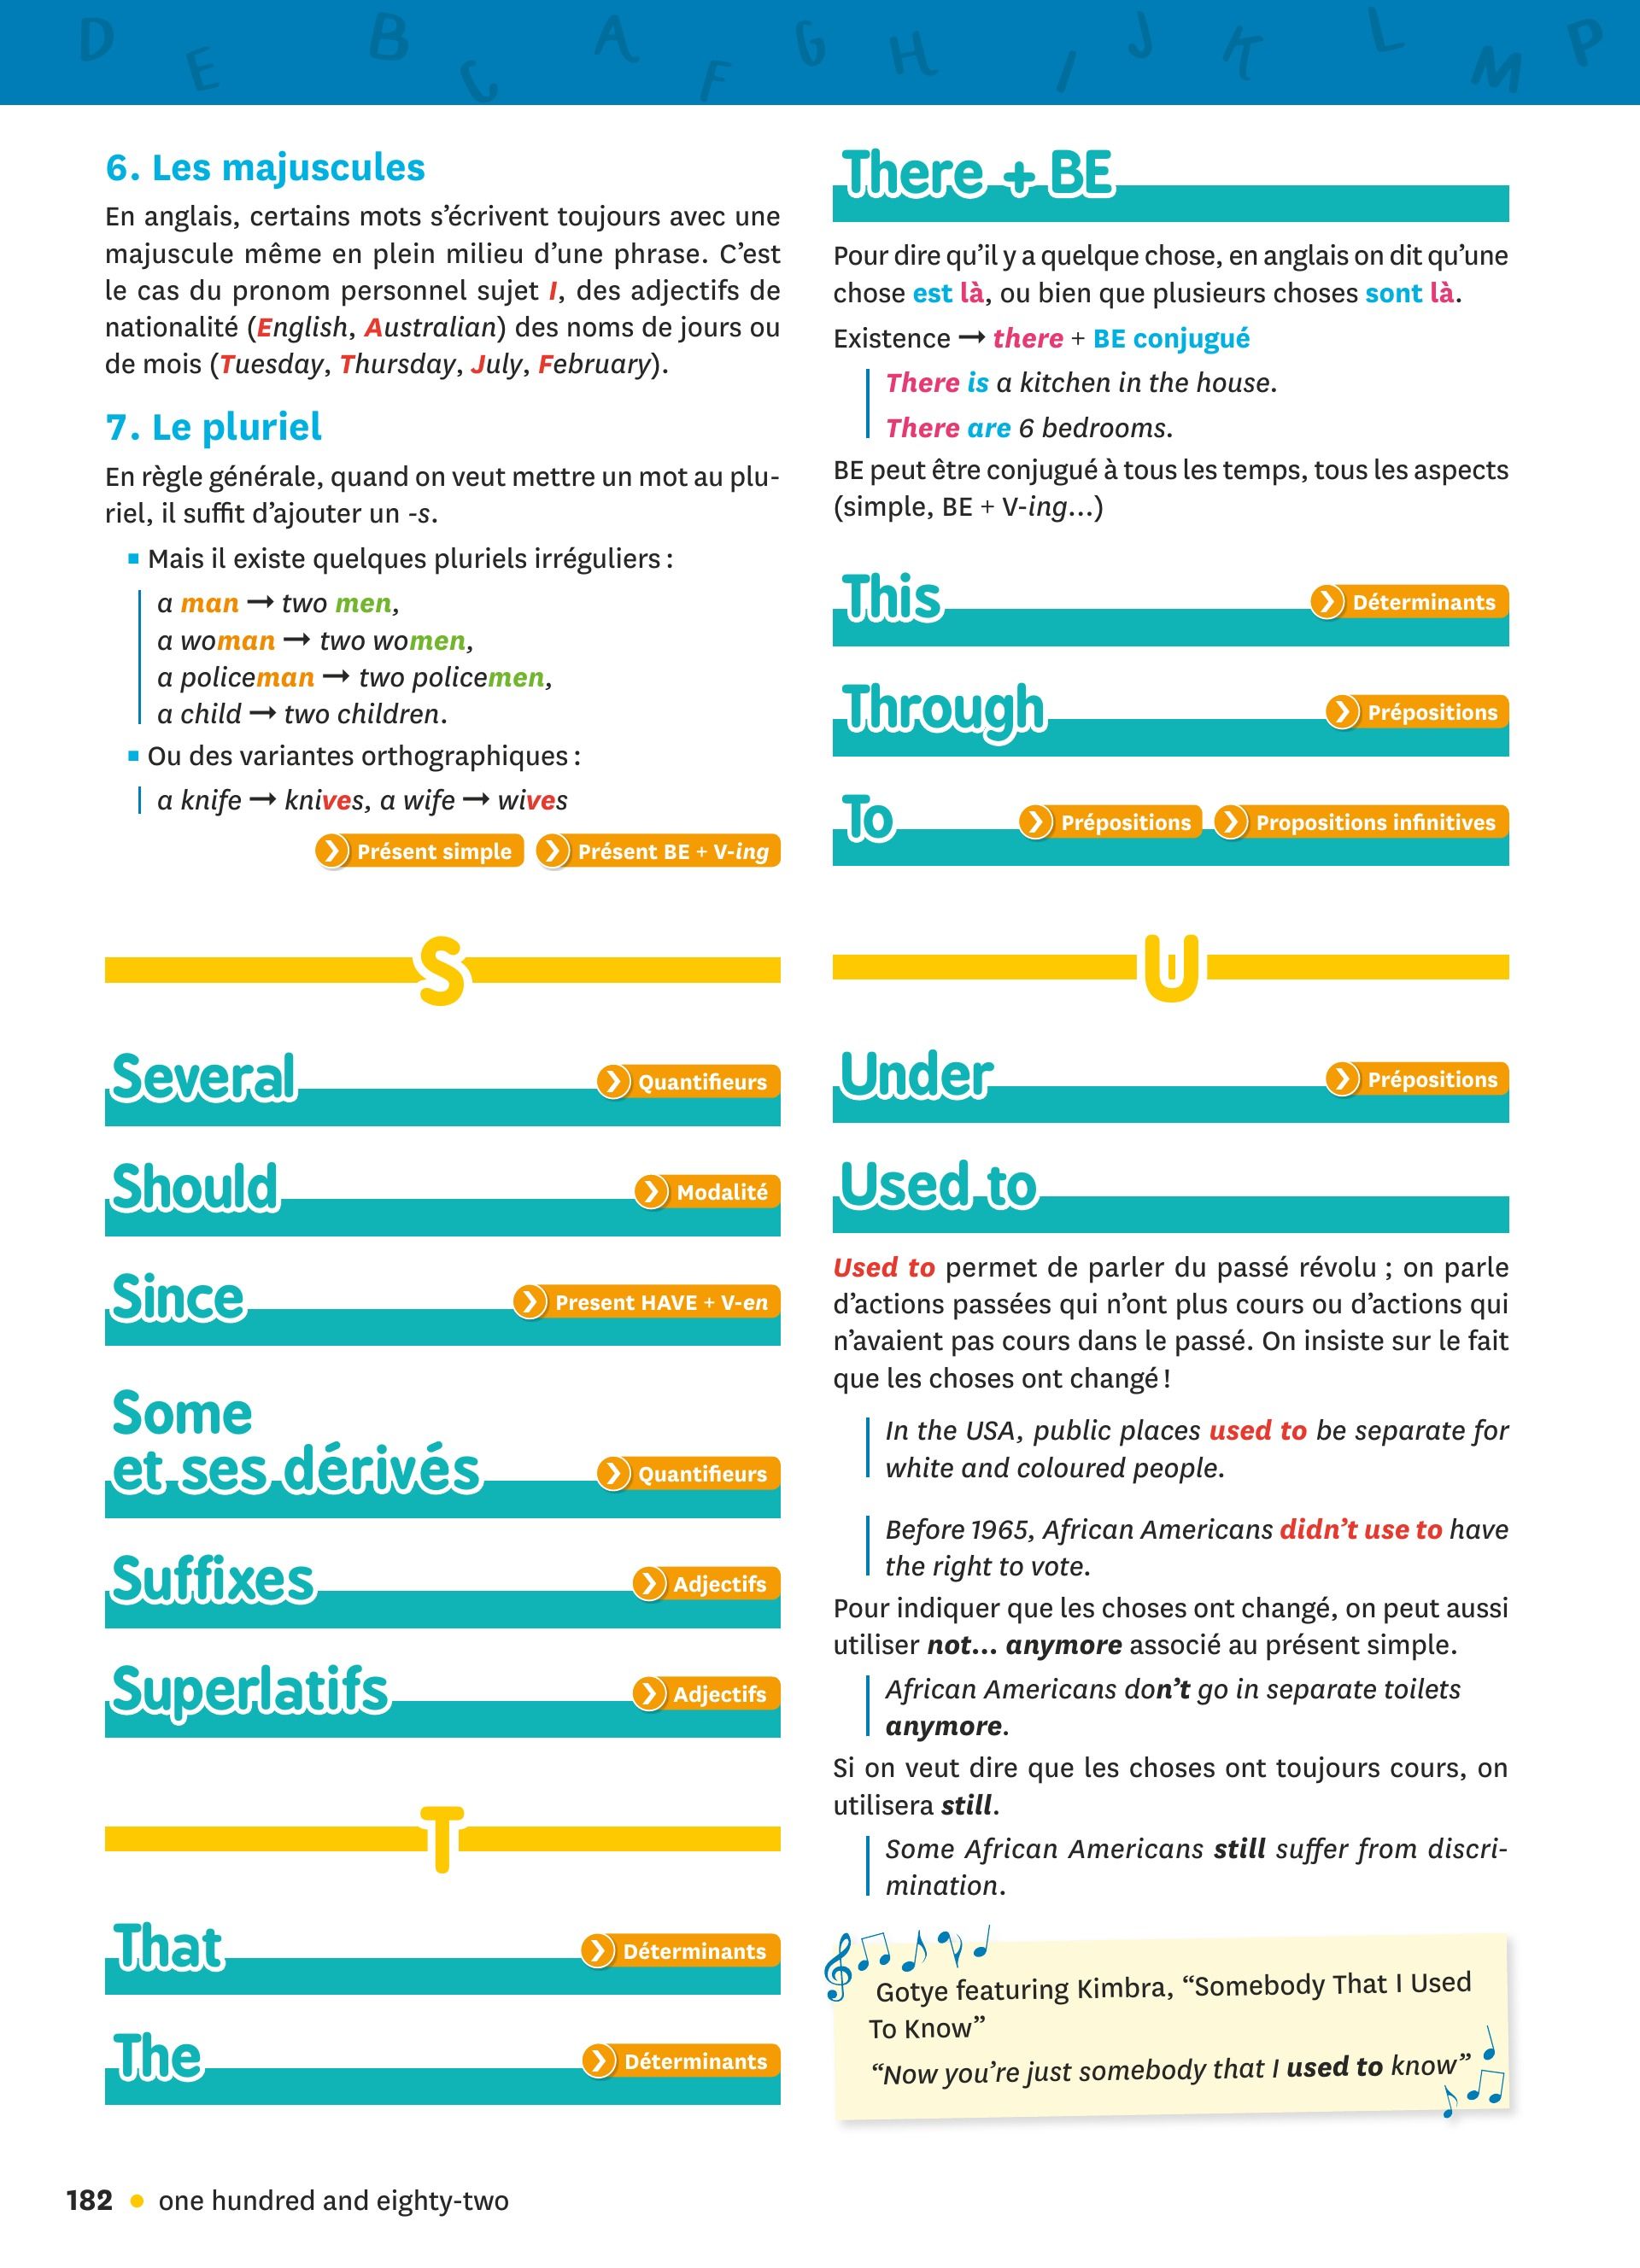 D E B C A F G H I J K L M P
6. Les majuscules
En anglais, certains mots s’écrivent toujours avec une
majuscule même en plein milieu d’une phrase. C’est
le cas du pronom personnel sujet I, des adjectifs de
nationalité (English, Australian) des noms de jours ou
de mois (Tuesday, Thursday, July, February).
7. Le pluriel
En règle générale, quand on veut mettre un mot au plu-
riel, il suffit d’ajouter un -s.
▪ Mais il existe quelques pluriels irréguliers :
a man → two men,
a woman → two women,
a policeman → two policemen,
a child → two children.
▪ Ou des variantes orthographiques :
a knife → knives, a wife → wives
Présent simple Présent BE + V-ing
S
Several Quantifieurs
Should Modalité
Since Present HAVE + V-en
Some
et ses dérivés Quantifieurs
Suffixes Adjectifs
Superlatifs Adjectifs
T
That Déterminants
The Déterminants
There + BE
Pour dire qu’il y a quelque chose, en anglais on dit qu’une
chose est là, ou bien que plusieurs choses sont là.
Existence → there + BE conjugué
There is a kitchen in the house.
There are 6 bedrooms.
BE peut être conjugué à tous les temps, tous les aspects
(simple, BE + V-ing…)
This Déterminants
Through Prépositions
To Prépositions Propositions infinitives
U
Under Prépositions
Used to
Used to permet de parler du passé révolu ; on parle
d’actions passées qui n’ont plus cours ou d’actions qui
n’avaient pas cours dans le passé. On insiste sur le fait
que les choses ont changé !
In the USA, public places used to be separate for
white and coloured people.
Before 1965, African Americans didn’t use to have
the right to vote.
Pour indiquer que les choses ont changé, on peut aussi
utiliser not… anymore associé au présent simple.
African Americans don’t go in separate toilets
anymore.
Si on veut dire que les choses ont toujours cours, on
utilisera still.
Some African Americans still suffer from discri-
mination.
Gotye featuring Kimbra, “Somebody That I Used
To Know”
“Now you’re just somebody that I used to know”
182 • one hundred and eighty-two